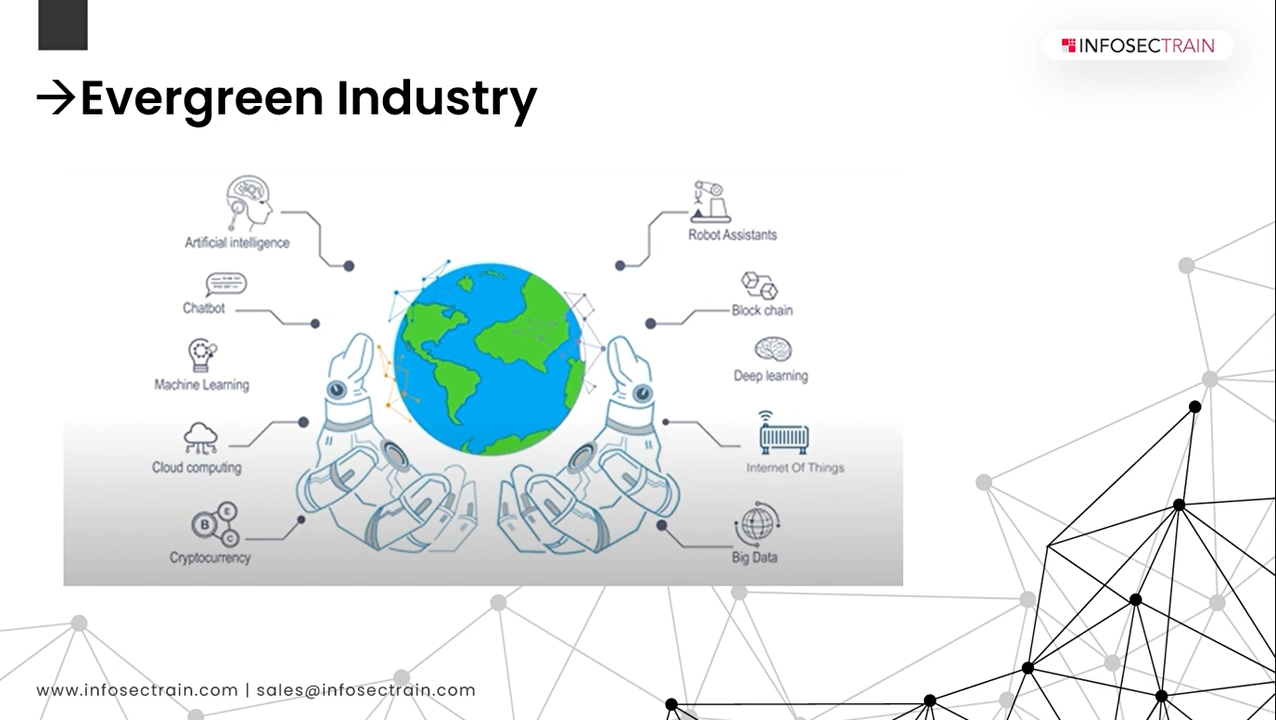 INFOSECTRAIN
→Evergreen Industry
Artificial intelligence
Chatbot
Machine Learning
Cloud computing
B E C
Cryptocurrency
Robot Assistants
Block chain
Deep learning
Internet Of Things
Big Data
www.infosectrain.com | sales@infosectrain.com